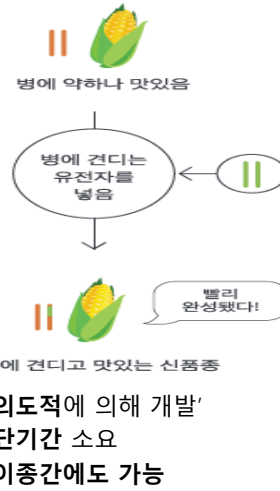 병에 약하나 맛있음
병에 견디는
유전자를
넣음
빨리
완성됐다!
에 견디고 맛있는 신품종
의도적에 의해 개발'
단기간 소요
이종간에도 가능